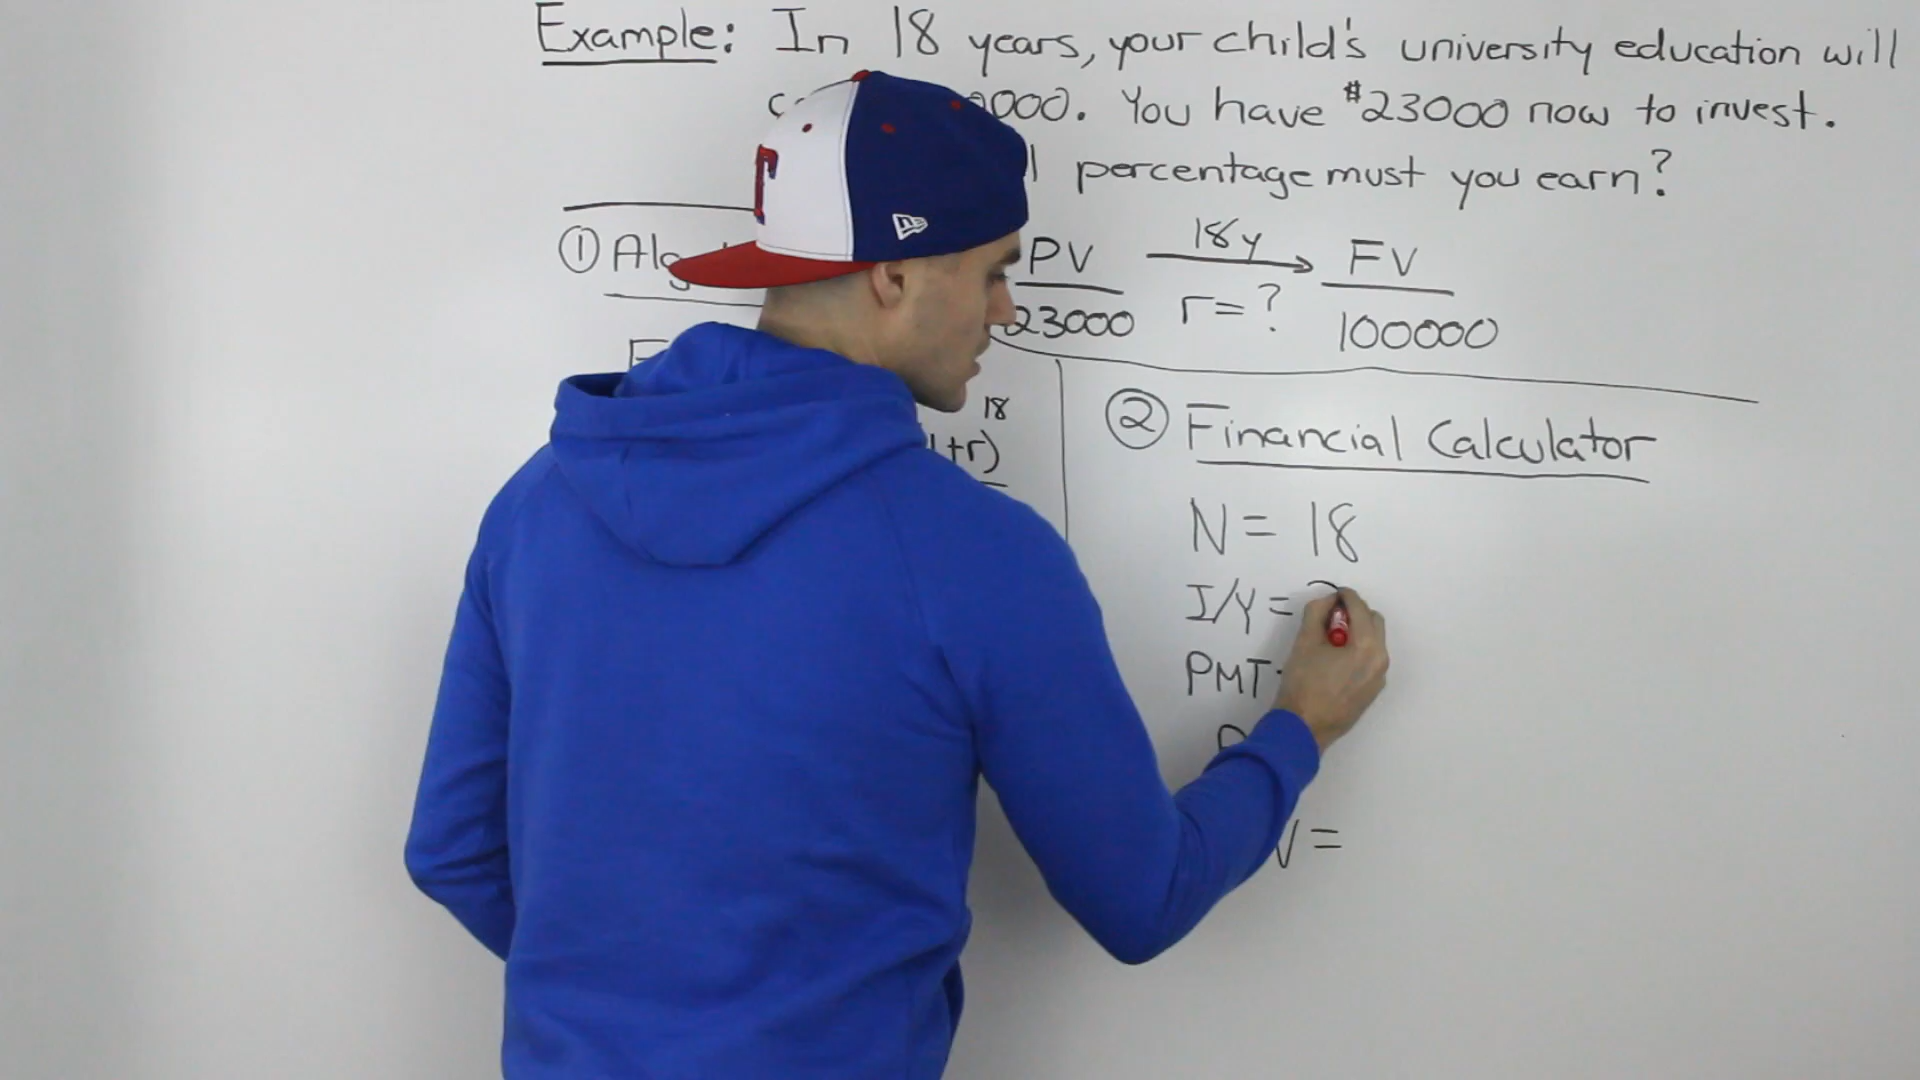 Example: In 18 years, your child's university education will
000. You have $23000 now to invest.
percentage must you earn?
① Alg PV 18y FV
23000 r=? 100000
18
1+r)
② Financial Calculator
N = 18
I/Y =
PMT
V =